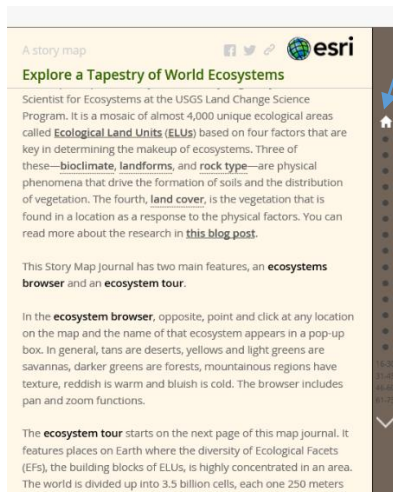 A story map
esri
Explore a Tapestry of World Ecosystems
Scientist for Ecosystems at the USGS Land Change Science
Program. It is a mosaic of almost 4,000 unique ecological areas
called Ecological Land Units (ELUs) based on four factors that are
key in determining the makeup of ecosystems. Three of
these—bioclimate, landforms, and rock type—are physical
phenomena that drive the formation of soils and the distribution
of vegetation. The fourth, land cover, is the vegetation that is
found in a location as a response to the physical factors. You can
read more about the research in this blog post.
This Story Map Journal has two main features, an ecosystems
browser and an ecosystem tour.
In the ecosystem browser, opposite, point and click at any location
on the map and the name of that ecosystem appears in a pop-up
box. In general, tans are deserts, yellows and light greens are
savannas, darker greens are forests, mountainous regions have
texture, reddish is warm and bluish is cold. The browser includes
pan and zoom functions.
The ecosystem tour starts on the next page of this map journal. It
features places on Earth where the diversity of Ecological Facets
(EFs), the building blocks of ELUs, is highly concentrated in an area.
The world is divided up into 3.5 billion cells, each one 250 meters